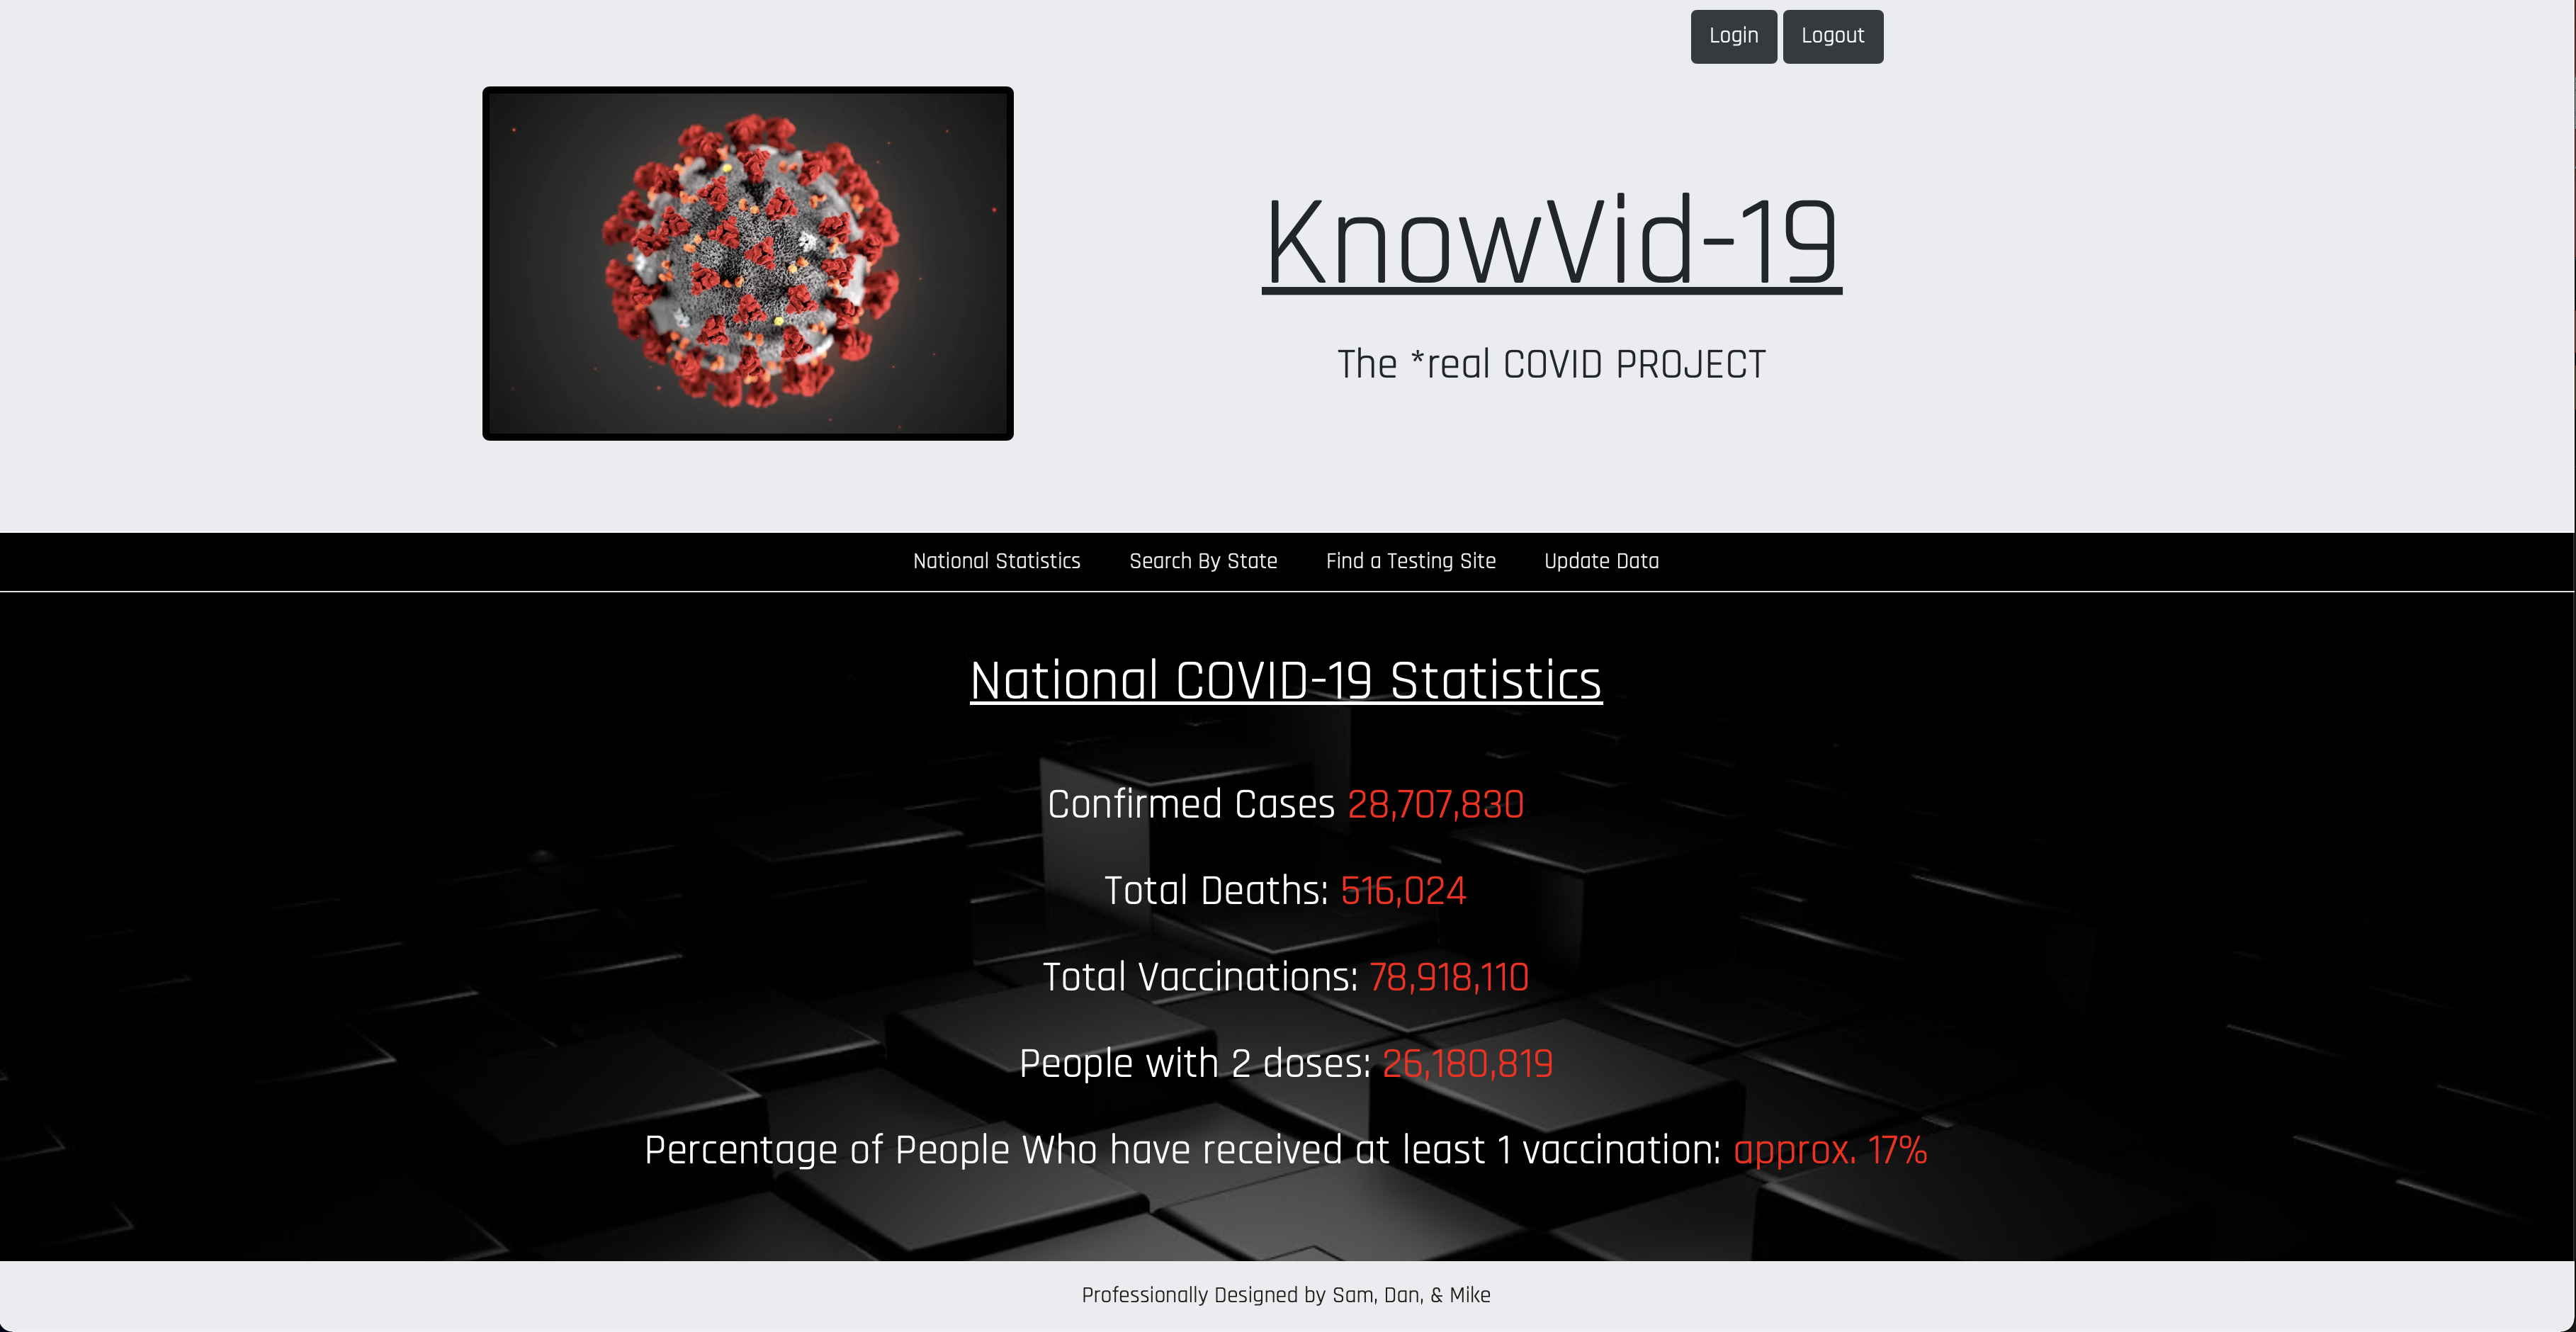 Login Logout
KnowVid-19
The *real COVID PROJECT
National Statistics Search By State Find a Testing Site Update Data
National COVID-19 Statistics
Confirmed Cases 28,707,830
Total Deaths: 516,024
Total Vaccinations: 78,918,110
People with 2 doses: 26,180,819
Percentage of People Who have received at least 1 vaccination: approx. 17%
Professionally Designed by Sam, Dan, & Mike